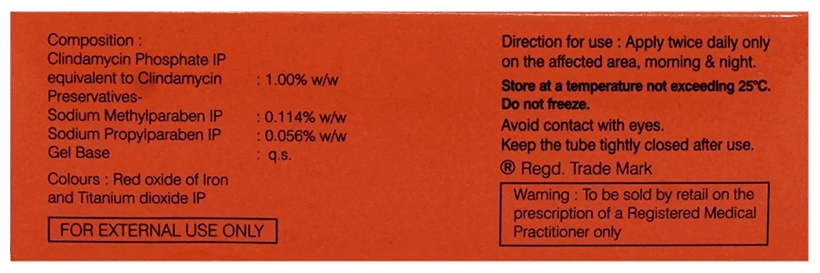 Composition :
Clindamycin Phosphate IP
equivalent to Clindamycin : 1.00% w/w
Preservatives-
Sodium Methylparaben IP : 0.114% w/w
Sodium Propylparaben IP : 0.056% w/w
Gel Base : q.s.
Colours : Red oxide of Iron
and Titanium dioxide IP
FOR EXTERNAL USE ONLY
Direction for use : Apply twice daily only
on the affected area, morning & night.
Store at a temperature not exceeding 25°C.
Do not freeze.
Avoid contact with eyes.
Keep the tube tightly closed after use.
® Regd. Trade Mark
Warning : To be sold by retail on the
prescription of a Registered Medical
Practitioner only